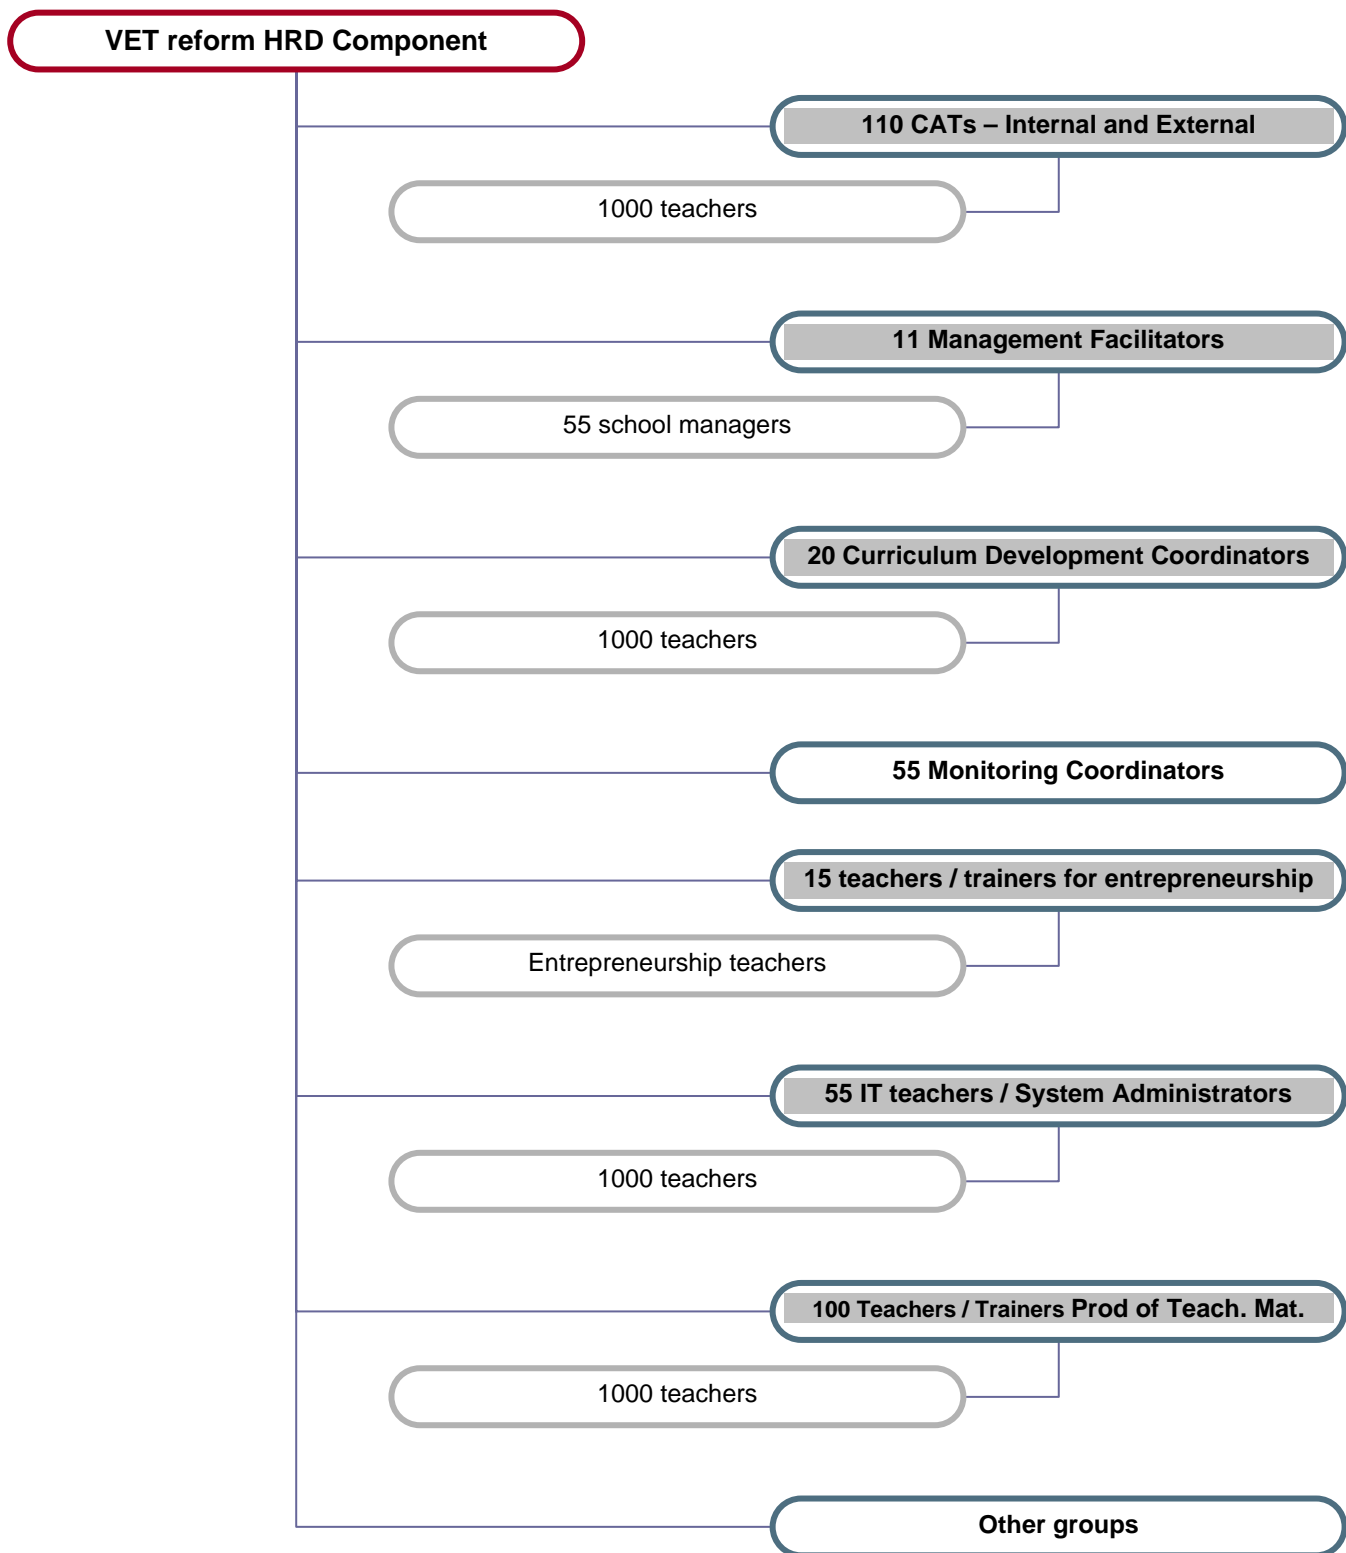 VET reform HRD Component
110 CATs – Internal and External
1000 teachers
11 Management Facilitators
55 school managers
20 Curriculum Development Coordinators
1000 teachers
55 Monitoring Coordinators
15 teachers / trainers for entrepreneurship
Entrepreneurship teachers
55 IT teachers / System Administrators
1000 teachers
100 Teachers / Trainers Prod of Teach. Mat.
1000 teachers
Other groups